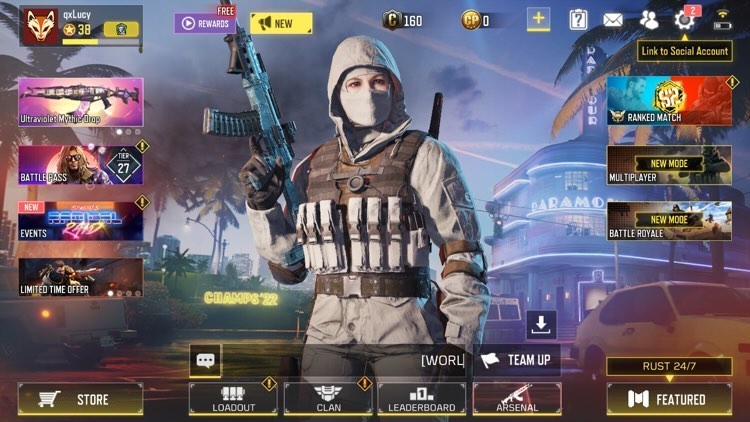 qxLucy
38
FREE
REWARDS
NEW
160
0
2
Link to Social Account
Ultraviolet Mythic Drop
BATTLE PASS
TIER
27
NEW
EVENTS
LIMITED TIME OFFER
RANKED MATCH
NEW MODE
MULTIPLAYER
NEW MODE
BATTLE ROYALE
PARAMOUR
PARAMO
CHAMPS'22
[WORL
TEAM UP
RUST 24/7
STORE
LOADOUT
CLAN
LEADERBOARD
ARSENAL
FEATURED